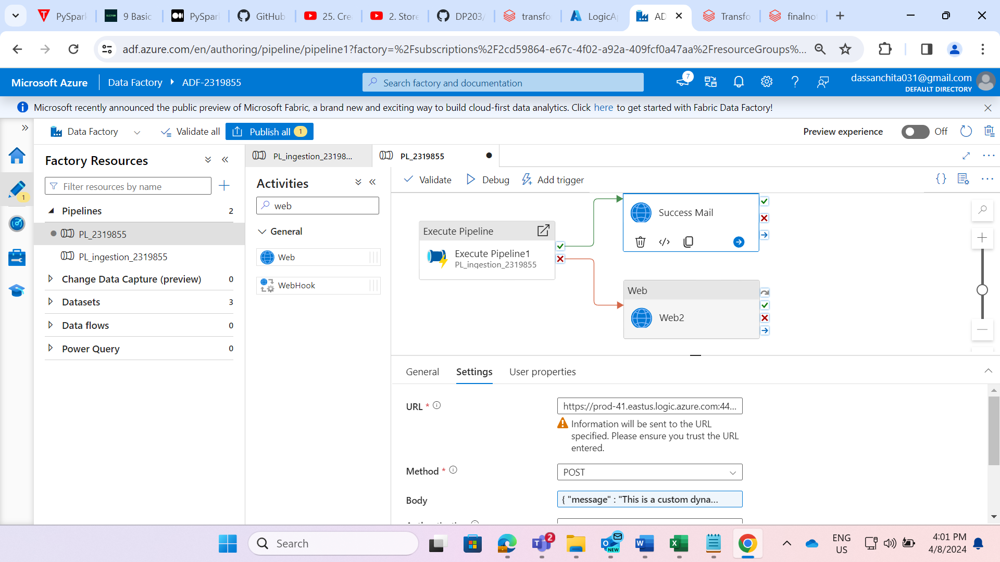 PySpark
9 Basic
PySpark
GitHub
25. Cre
2. Store
DP203/
transfo
LogicAp
AD
Transfo
finalno
adf.azure.com/en/authoring/pipeline/pipeline1?factory=%2Fsubscriptions%2F2cd59864-e67c-4f02-a92a-409fcf0a47aa%2FresourceGroups%...
Microsoft Azure
Data Factory
ADF-2319855
Search factory and documentation
7
dassanchita031@gmail.com
DEFAULT DIRECTORY
Microsoft recently announced the public preview of Microsoft Fabric, a brand new and exciting way to build cloud-first data analytics. Click here to get started with Fabric Data Factory!
Data Factory
Validate all
Publish all 1
Preview experience
Off
Factory Resources
Filter resources by name
1
Pipelines 2
PL_2319855
PL_ingestion_2319855
Change Data Capture (preview) 0
Datasets 3
Data flows 0
Power Query 0
PL_ingestion_23198...
PL_2319855
Activities
web
General
Web
WebHook
Validate
Debug
Add trigger
Execute Pipeline
Execute Pipeline1
PL_ingestion_2319855
Success Mail
Web
Web2
General
Settings
User properties
URL *
https://prod-41.eastus.logic.azure.com:44...
Information will be sent to the URL
specified. Please ensure you trust the URL
entered.
Method *
POST
Body
{ "message" : "This is a custom dyna...
Search
2
NEW
ENG
US
4:01 PM
4/8/2024